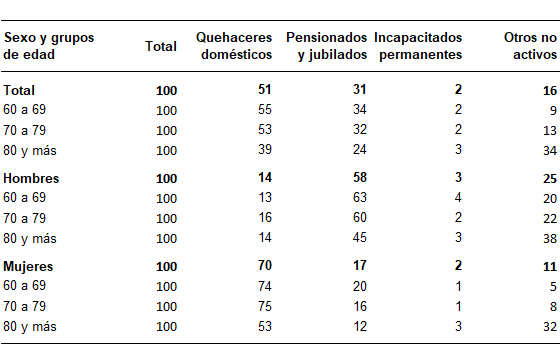 Sexo y grupos de edad Total Quehaceres domésticos Pensionados y jubilados Incapacitados permanentes Otros no activos
Total 100 51 31 2 16
60 a 69 100 55 34 2 9
70 a 79 100 53 32 2 13
80 y más 100 39 24 3 34
Hombres 100 14 58 3 25
60 a 69 100 13 63 4 20
70 a 79 100 16 60 2 22
80 y más 100 14 45 3 38
Mujeres 100 70 17 2 11
60 a 69 100 74 20 1 5
70 a 79 100 75 16 1 8
80 y más 100 53 12 3 32